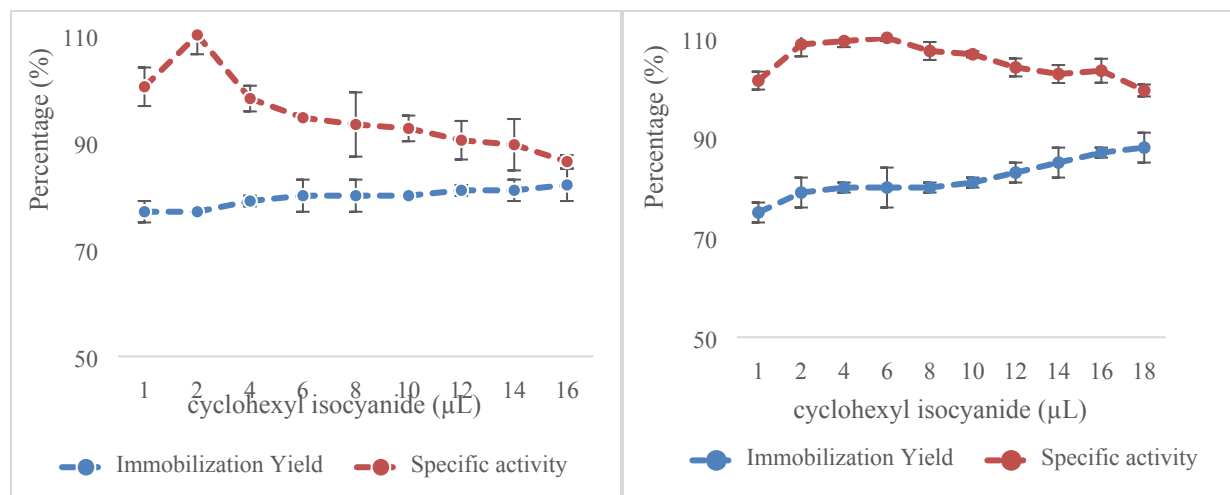 Percentage (%)
110
90
70
50
1 2 4 6 8 10 12 14 16
cyclohexyl isocyanide (µL)
Immobilization Yield Specific activity
Percentage (%)
110
90
70
50
1 2 4 6 8 10 12 14 16 18
cyclohexyl isocyanide (µL)
Immobilization Yield Specific activity